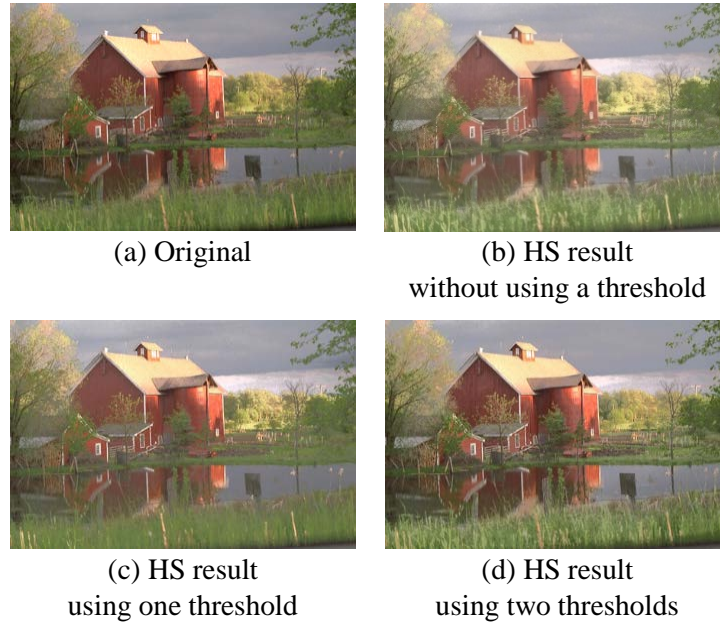 (a) Original
(b) HS result
without using a threshold
(c) HS result
using one threshold
(d) HS result
using two thresholds